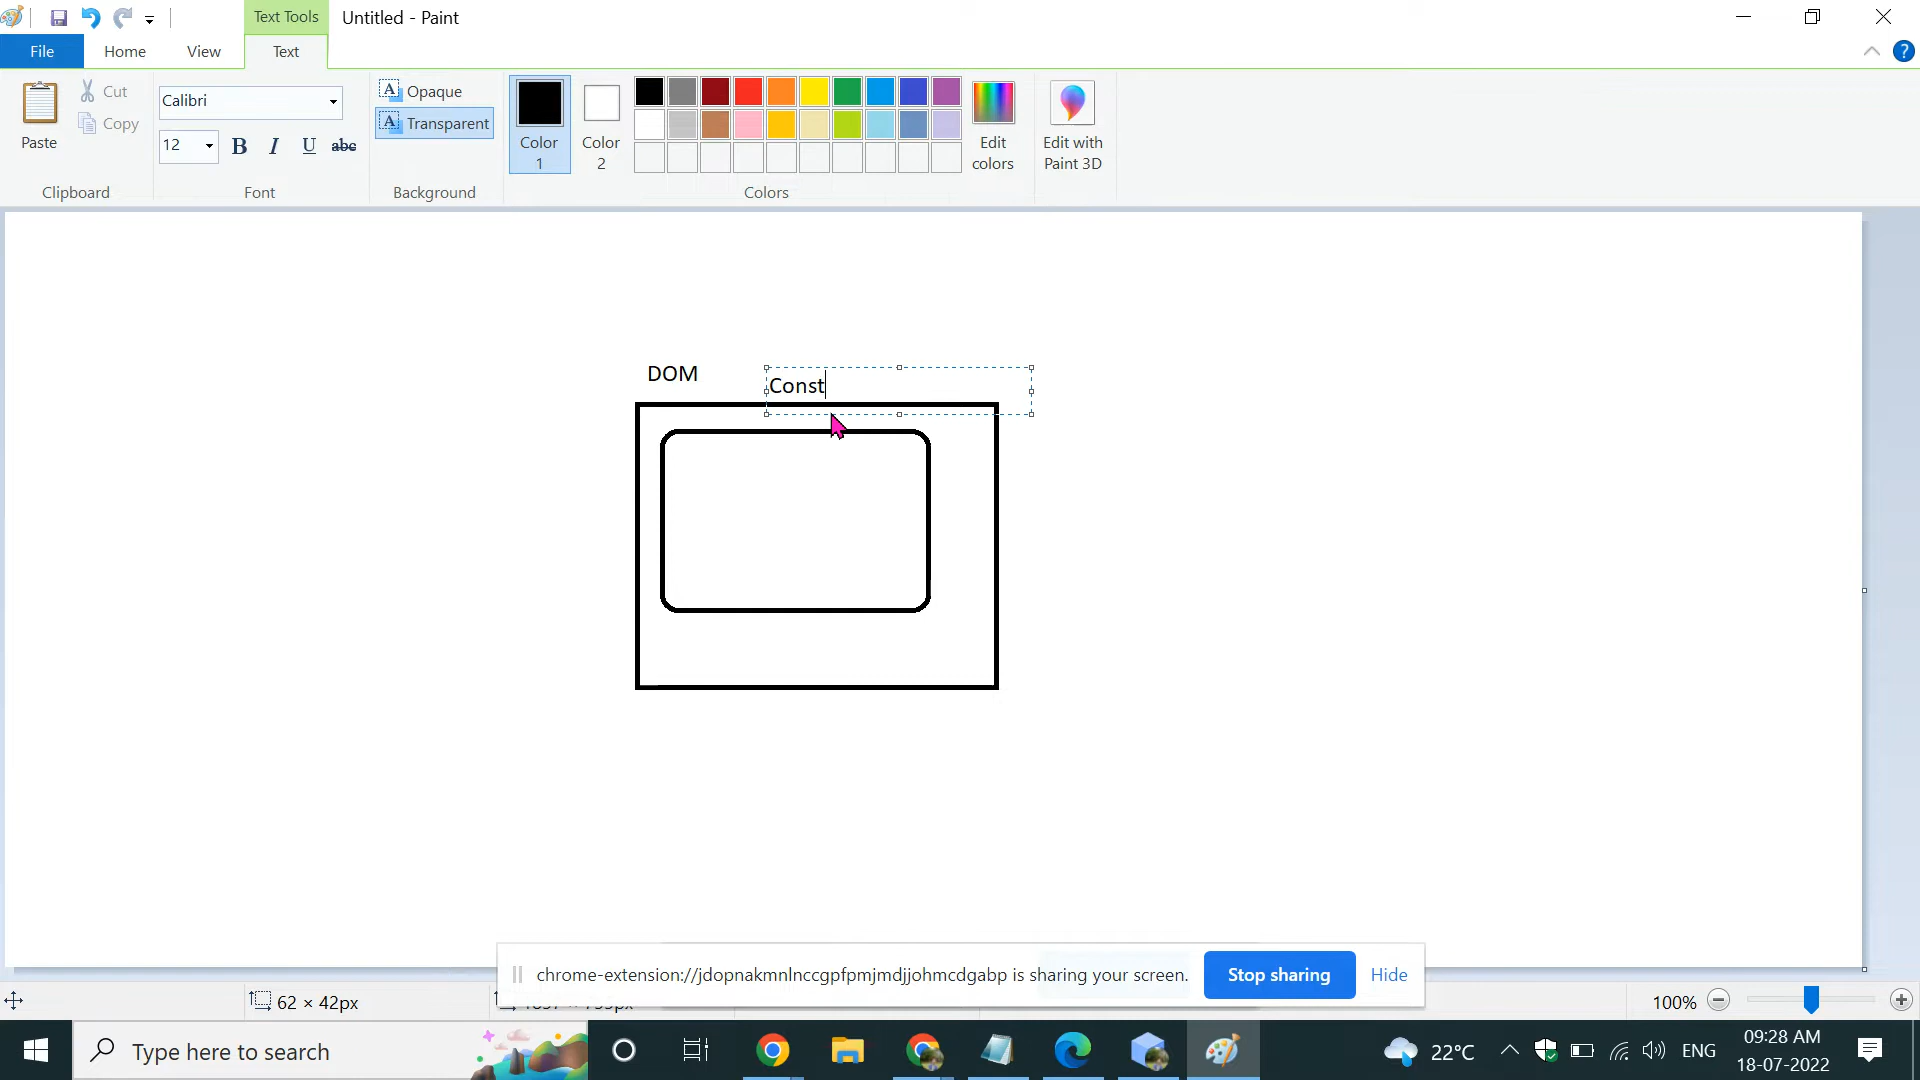 Text Tools
Untitled - Paint
File
Home
View
Text
?
Paste
Cut
Copy
Calibri
12
B
I
U
abc
A Opaque
A Transparent
Color 1
Color 2
Edit colors
Edit with Paint 3D
Clipboard
Font
Background
Colors
DOM
Const
chrome-extension://jdopnakmnlnccgpfpmjmdjjohmcdgabp is sharing your screen.
Stop sharing
Hide
62 × 42px
100%
Type here to search
22°C
ENG
09:28 AM
18-07-2022